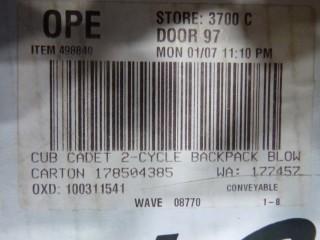 OPE STORE: 3700 C
DOOR 97
ITEM 498840 MON 01/07 11:10 PM
CUB CADET 2-CYCLE BACKPACK BLOW
CARTON 178504385 WA: 177457
OXD: 100311541 CONVEYABLE
WAVE 08770 1-8